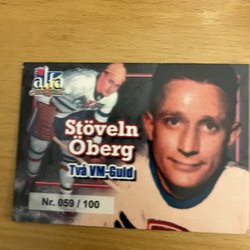 alfa
Stöveln
Öberg
Två VM-Guld
Nr. 059 / 100